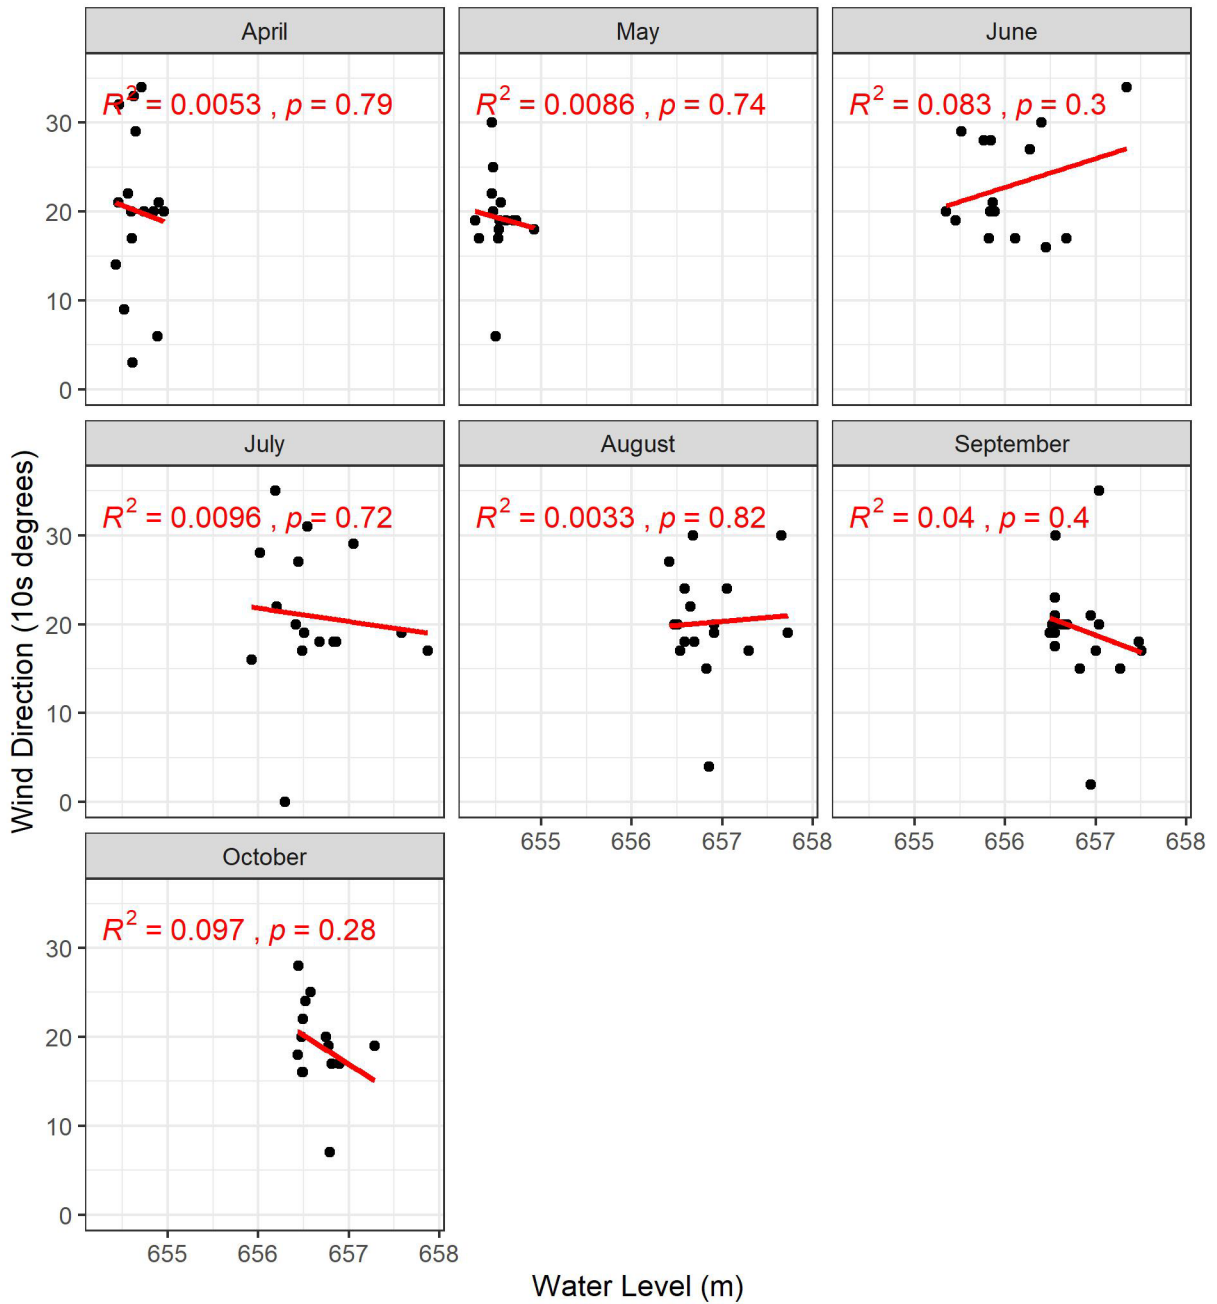 April May June
R² = 0.0053 , p = 0.79 R² = 0.0086 , p = 0.74 R² = 0.083 , p = 0.3
30
20
10
0
July August September
R² = 0.0096 , p = 0.72 R² = 0.0033 , p = 0.82 R² = 0.04 , p = 0.4
30
20
10
0
655 656 657 658 655 656 657 658
October
R² = 0.097 , p = 0.28
30
20
10
0
655 656 657 658
Wind Direction (10s degrees)
Water Level (m)